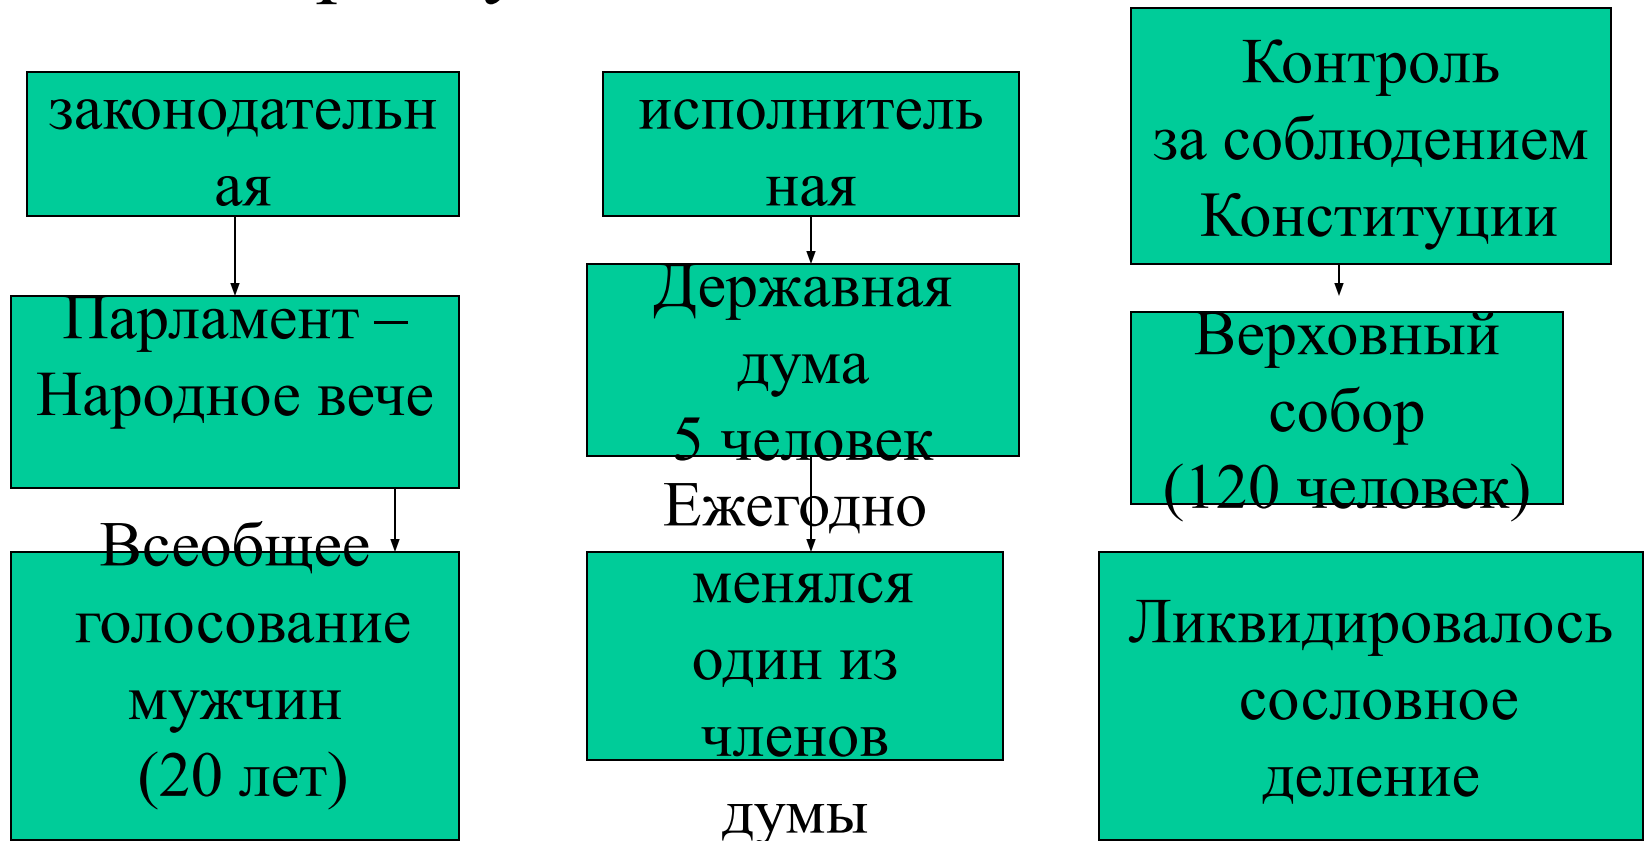 законодательн
ая
Парламент –
Народное вече
Всеобщее
голосование
мужчин
(20 лет)
исполнитель
ная
Державная
дума
5 человек
Ежегодно
менялся
один из
членов
думы
Контроль
за соблюдением
Конституции
Верховный
собор
(120 человек)
Ликвидировалось
сословное
деление